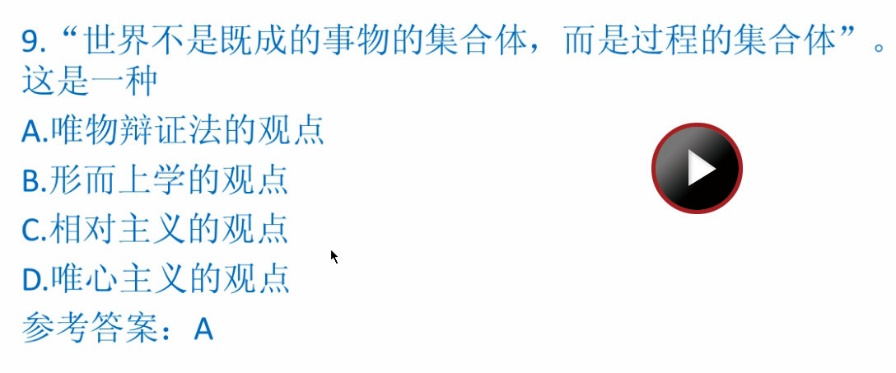 9. “世界不是既成的事物的集合体，而是过程的集合体”。
这是一种
A.唯物辩证法的观点
B.形而上学的观点
C.相对主义的观点
D.唯心主义的观点
参考答案：A